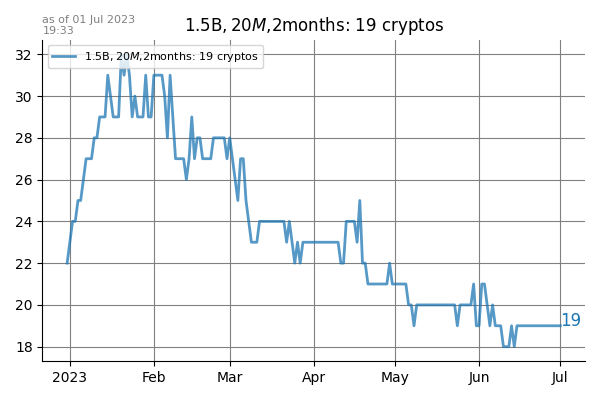 as of 01 Jul 2023
19:33
1.5B, 20M,2months: 19 cryptos
1.5B, 20M,2months: 19 cryptos
32
30
28
26
24
22
20
18
19
2023 Feb Mar Apr May Jun Jul